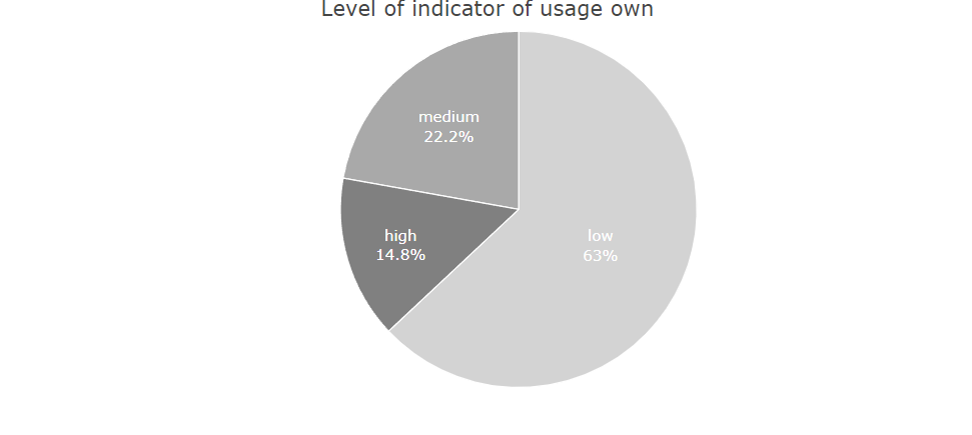 Level of indicator of usage own
medium
22.2%
high
14.8%
low
63%